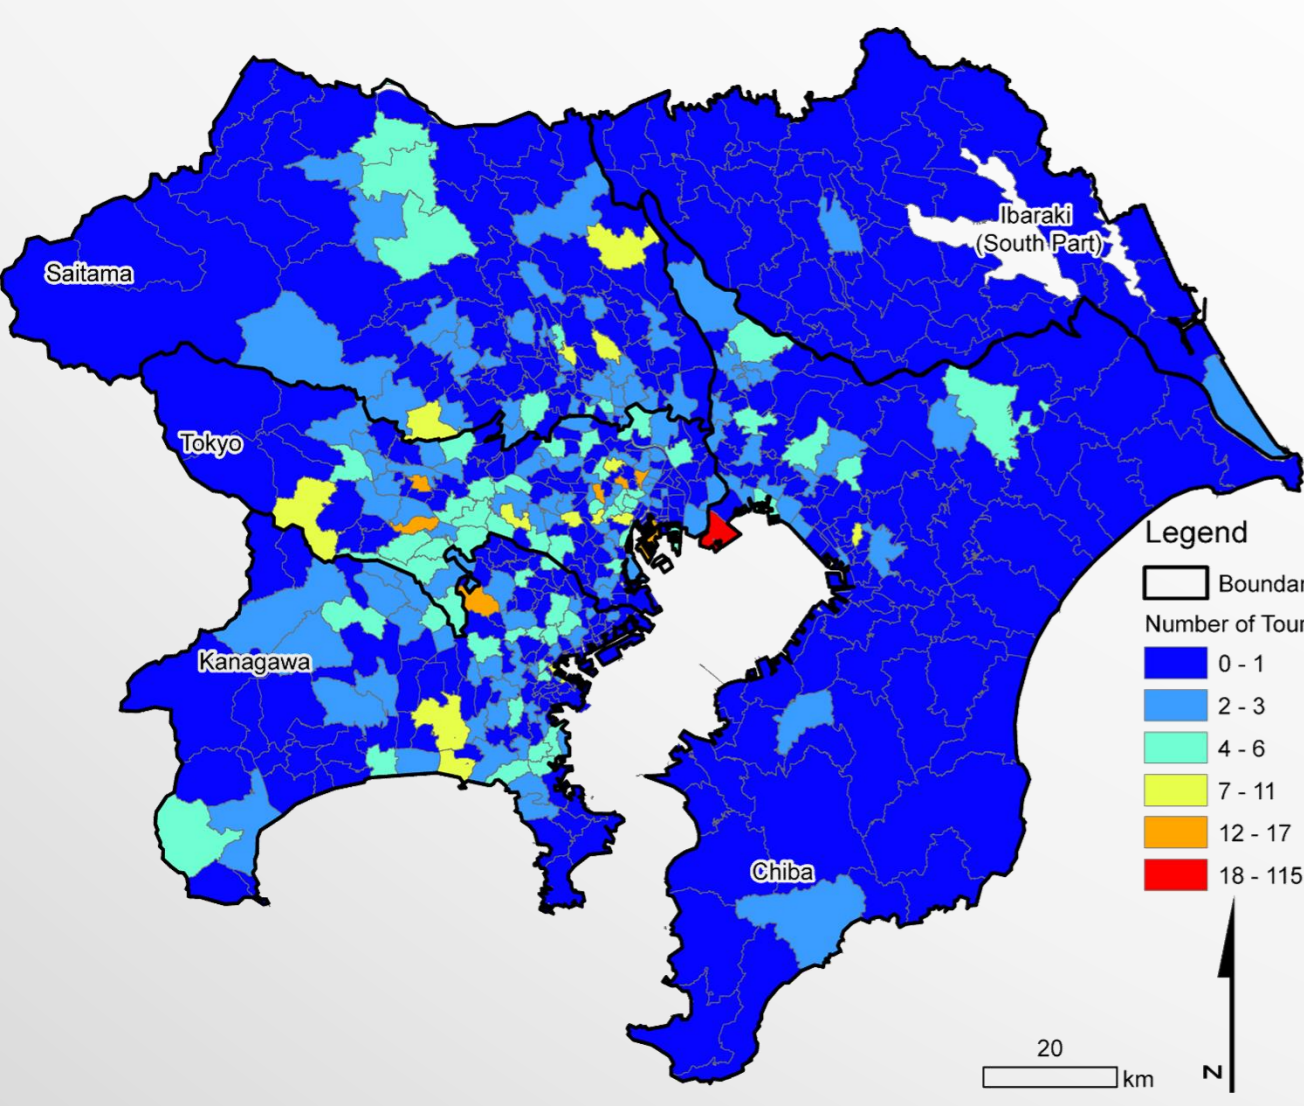 Ibaraki
(South Part)
Saitama
Tokyo
Kanagawa
Chiba
Legend
Boundar
Number of Tour
0 - 1
2 - 3
4 - 6
7 - 11
12 - 17
18 - 115
20
km
N